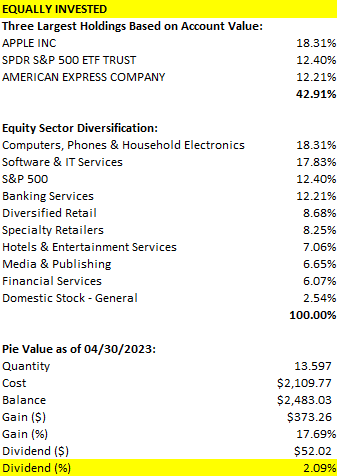 EQUALLY INVESTED
Three Largest Holdings Based on Account Value:
APPLE INC 18.31%
SPDR S&P 500 ETF TRUST 12.40%
AMERICAN EXPRESS COMPANY 12.21%
42.91%
Equity Sector Diversification:
Computers, Phones & Household Electronics 18.31%
Software & IT Services 17.83%
S&P 500 12.40%
Banking Services 12.21%
Diversified Retail 8.68%
Specialty Retailers 8.25%
Hotels & Entertainment Services 7.06%
Media & Publishing 6.65%
Financial Services 6.07%
Domestic Stock - General 2.54%
100.00%
Pie Value as of 04/30/2023:
Quantity 13.597
Cost $2,109.77
Balance $2,483.03
Gain ($) $373.26
Gain (%) 17.69%
Dividend ($) $52.02
Dividend (%) 2.09%